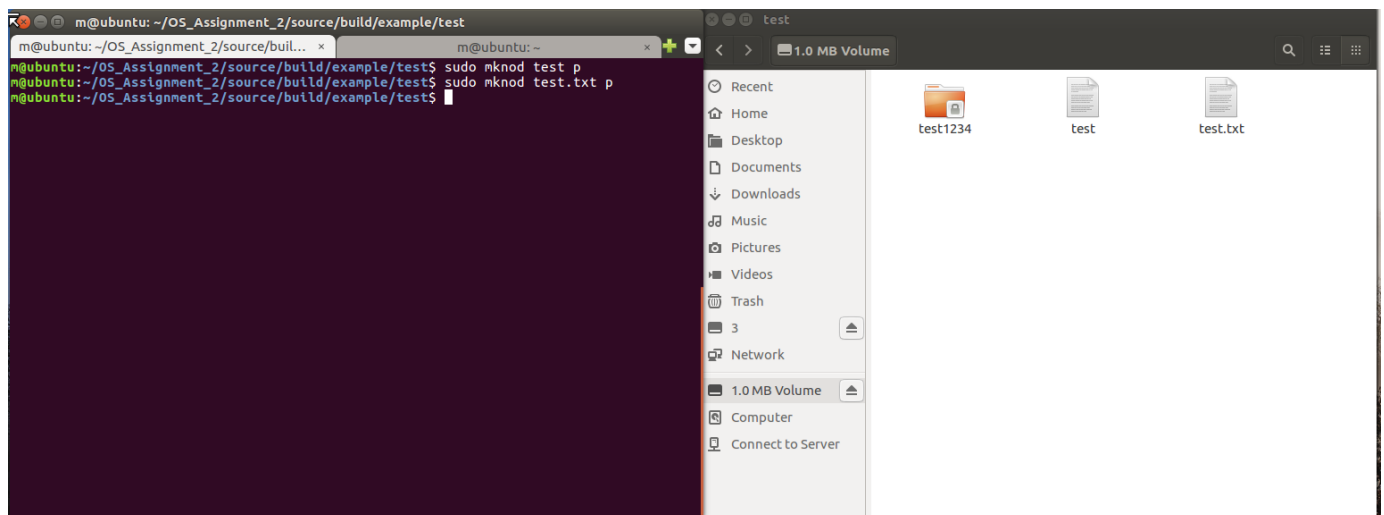 m@ubuntu: ~/OS_Assignment_2/source/build/example/test
m@ubuntu: ~/OS_Assignment_2/source/buil... ×
m@ubuntu: ~ ×
m@ubuntu:~/OS_Assignment_2/source/build/example/test$ sudo mknod test p
m@ubuntu:~/OS_Assignment_2/source/build/example/test$ sudo mknod test.txt p
m@ubuntu:~/OS_Assignment_2/source/build/example/test$
test
1.0 MB Volume
Recent
Home
Desktop
Documents
Downloads
Music
Pictures
Videos
Trash
3
Network
1.0 MB Volume
Computer
Connect to Server
test1234
test
test.txt